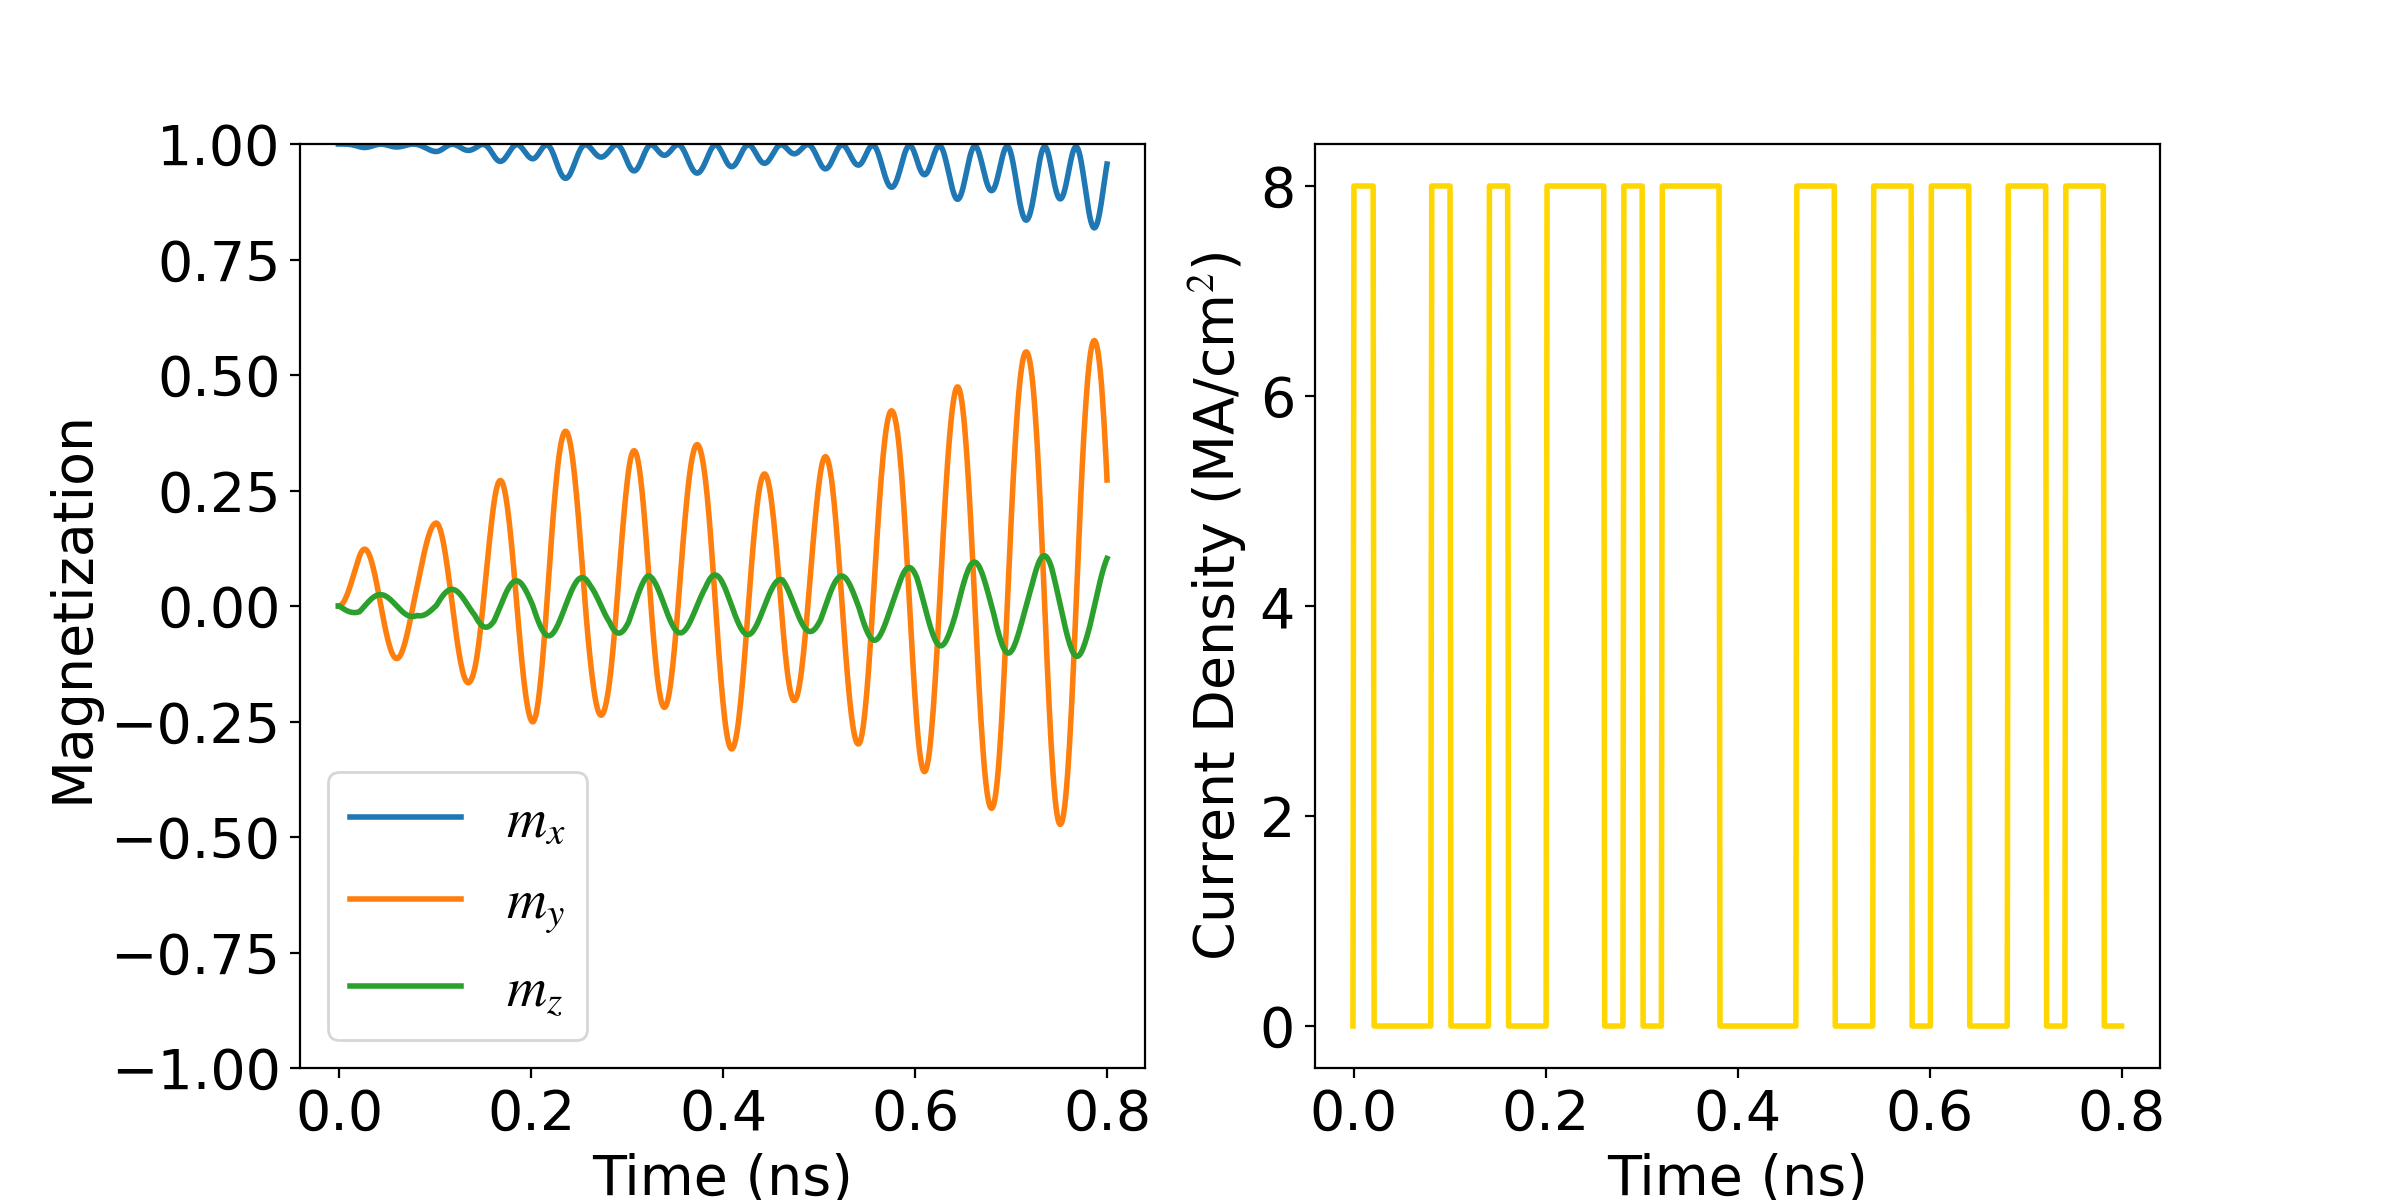 1.00
0.75
0.50
0.25
0.00
−0.25
−0.50
−0.75
−1.00
Magnetization
m_x
m_y
m_z
0.0 0.2 0.4 0.6 0.8
Time (ns)
8
6
4
2
0
Current Density (MA/cm²)
0.0 0.2 0.4 0.6 0.8
Time (ns)